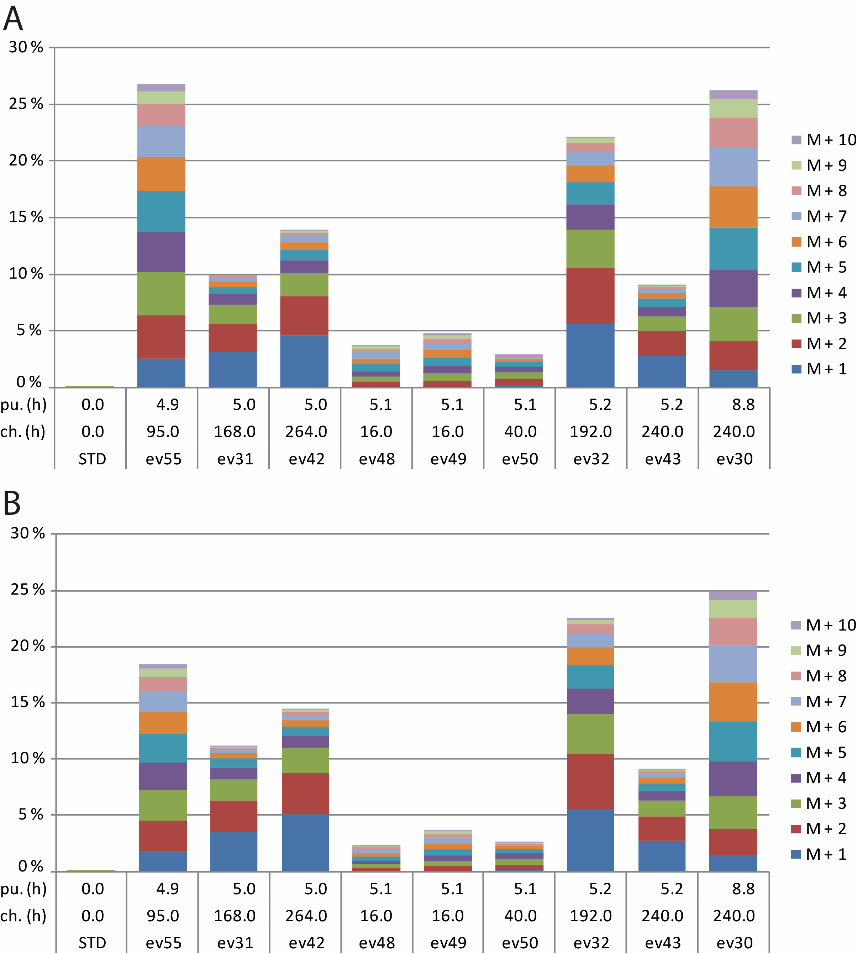 A
30 %
25 %
20 %
15 %
10 %
5 %
0 %
M + 10
M + 9
M + 8
M + 7
M + 6
M + 5
M + 4
M + 3
M + 2
M + 1
pu. (h) 0.0 4.9 5.0 5.0 5.1 5.1 5.1 5.2 5.2 8.8
ch. (h) 0.0 95.0 168.0 264.0 16.0 16.0 40.0 192.0 240.0 240.0
STD ev55 ev31 ev42 ev48 ev49 ev50 ev32 ev43 ev30
B
30 %
25 %
20 %
15 %
10 %
5 %
0 %
M + 10
M + 9
M + 8
M + 7
M + 6
M + 5
M + 4
M + 3
M + 2
M + 1
pu. (h) 0.0 4.9 5.0 5.0 5.1 5.1 5.1 5.2 5.2 8.8
ch. (h) 0.0 95.0 168.0 264.0 16.0 16.0 40.0 192.0 240.0 240.0
STD ev55 ev31 ev42 ev48 ev49 ev50 ev32 ev43 ev30